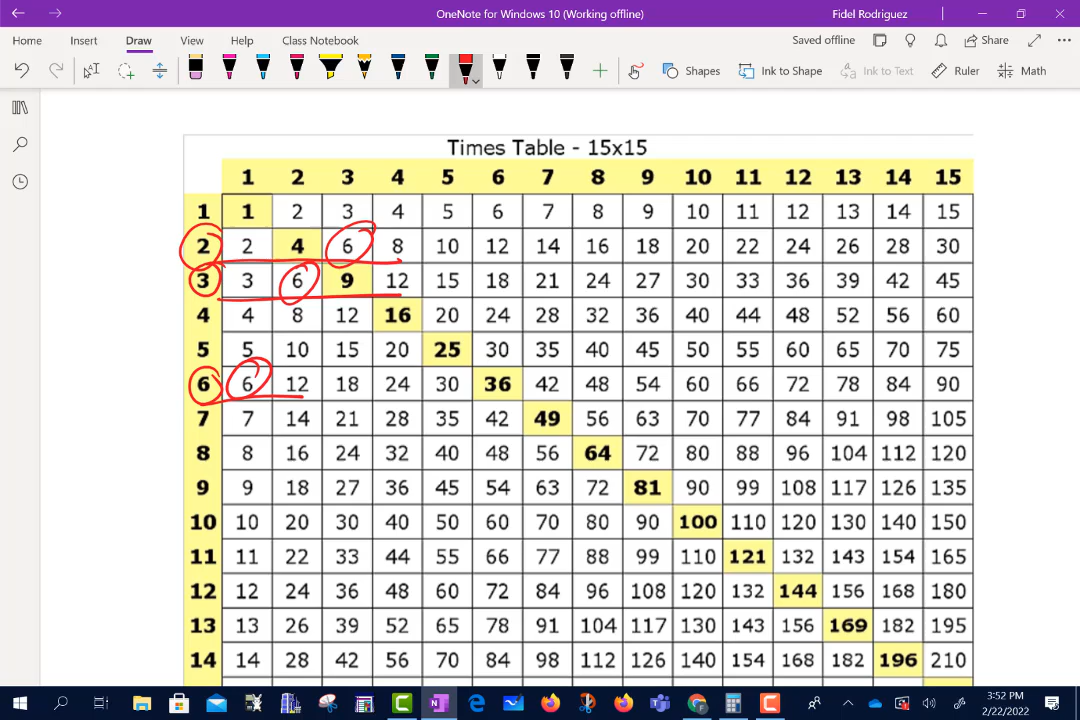 OneNote for Windows 10 (Working offline) Fidel Rodriguez
Home Insert Draw View Help Class Notebook Saved offline Share
Shapes Ink to Shape Ink to Text Ruler Math
Times Table - 15x15
1 2 3 4 5 6 7 8 9 10 11 12 13 14 15
1 1 2 3 4 5 6 7 8 9 10 11 12 13 14 15
2 2 4 6 8 10 12 14 16 18 20 22 24 26 28 30
3 3 6 9 12 15 18 21 24 27 30 33 36 39 42 45
4 4 8 12 16 20 24 28 32 36 40 44 48 52 56 60
5 5 10 15 20 25 30 35 40 45 50 55 60 65 70 75
6 6 12 18 24 30 36 42 48 54 60 66 72 78 84 90
7 7 14 21 28 35 42 49 56 63 70 77 84 91 98 105
8 8 16 24 32 40 48 56 64 72 80 88 96 104 112 120
9 9 18 27 36 45 54 63 72 81 90 99 108 117 126 135
10 10 20 30 40 50 60 70 80 90 100 110 120 130 140 150
11 11 22 33 44 55 66 77 88 99 110 121 132 143 154 165
12 12 24 36 48 60 72 84 96 108 120 132 144 156 168 180
13 13 26 39 52 65 78 91 104 117 130 143 156 169 182 195
14 14 28 42 56 70 84 98 112 126 140 154 168 182 196 210
3:52 PM
2/22/2022